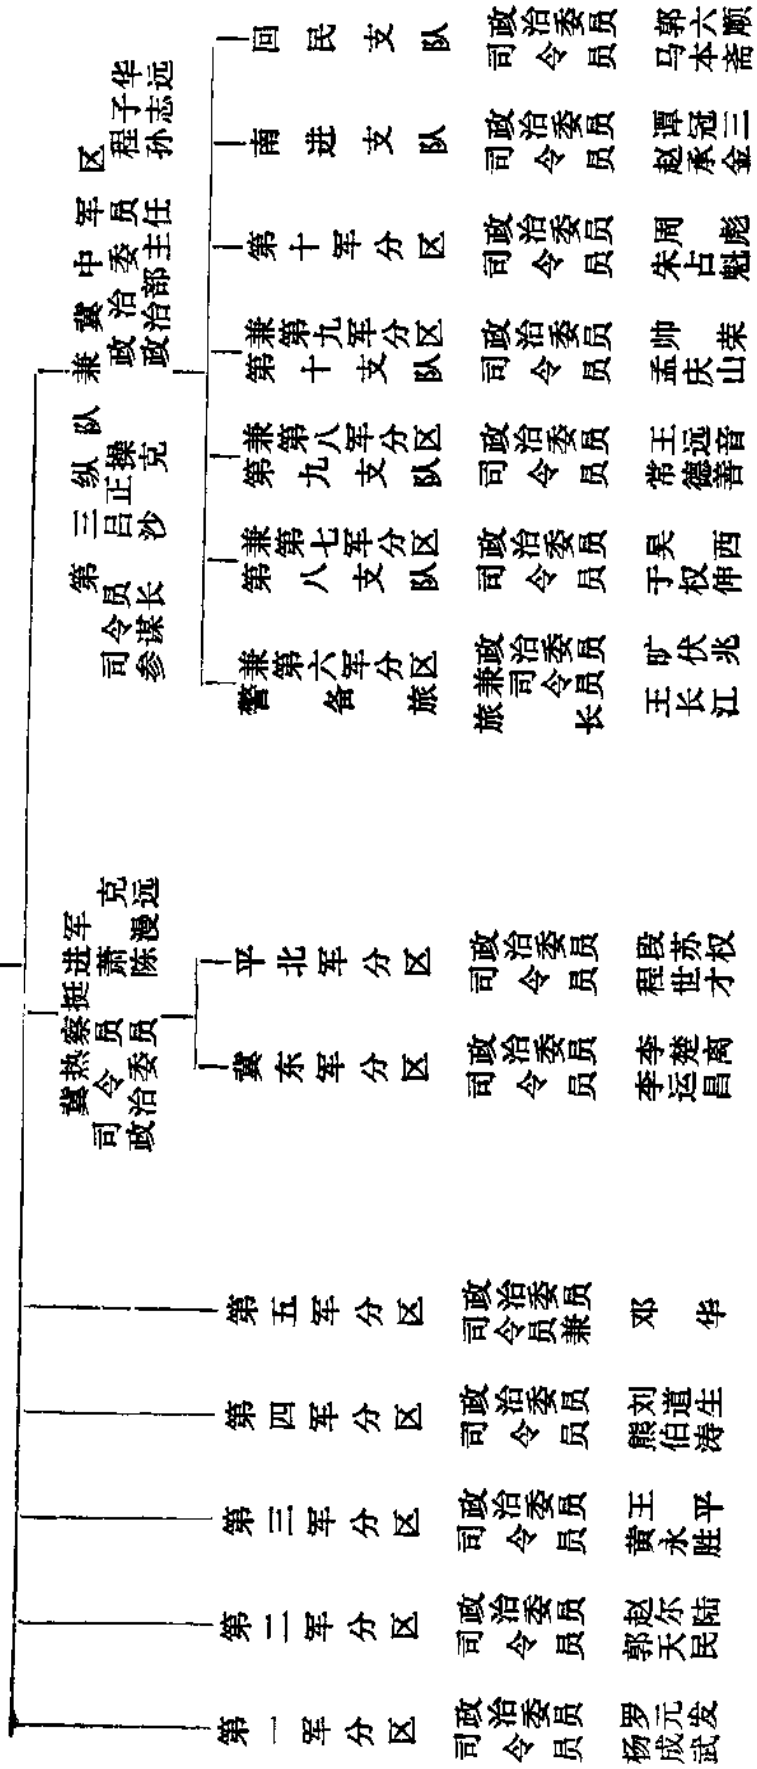 第一军分区
司令员 杨成武
政治委员 罗元发
第二军分区
司令员 郭天民
政治委员 赵尔陆
第三军分区
司令员 黄永胜
政治委员 王平
第四军分区
司令员 熊伯涛
政治委员 刘道生
第五军分区
司令员兼政治委员 邓华
冀热察挺进军
司令员 萧克
政治委员 陈漫远
冀东军分区
司令员 李运昌
政治委员 李楚离
平北军分区
司令员 程世才
政治委员 段苏权
第三纵队兼冀中军区
司令员 吕正操 政治委员 程子华
参谋长 沙克 政治部主任 孙志远
警备旅
兼第六军分区
旅长兼司令员 王长江
政治委员 旷伏兆
第八支队
兼第七军分区
司令员 于权伸
政治委员 吴西
第九支队
兼第八军分区
司令员 常德善
政治委员 王远音
第十支队
兼第九军分区
司令员 孟庆山
政治委员 帅荣
第十军分区
司令员 朱占魁
政治委员 周彪
南进支队
司令员 赵承金
政治委员 谭冠三
回民支队
司令员 马本斋
政治委员 郭六顺